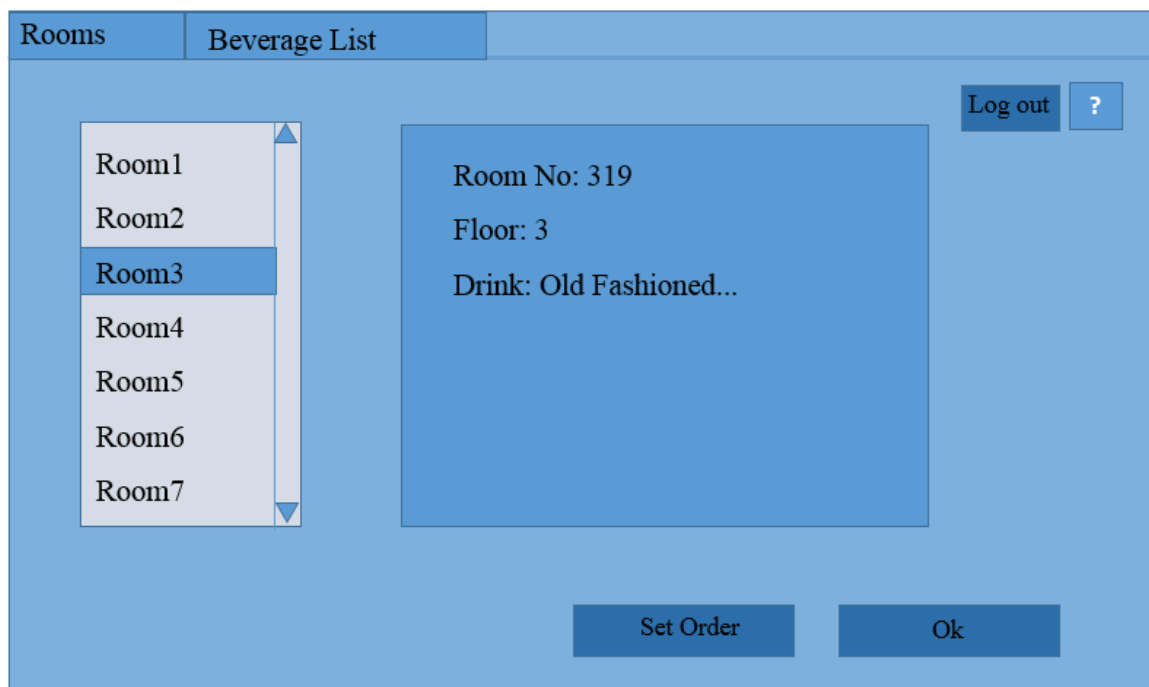 Rooms
Beverage List
Log out
?
Room1
Room2
Room3
Room4
Room5
Room6
Room7
Room No: 319
Floor: 3
Drink: Old Fashioned...
Set Order
Ok